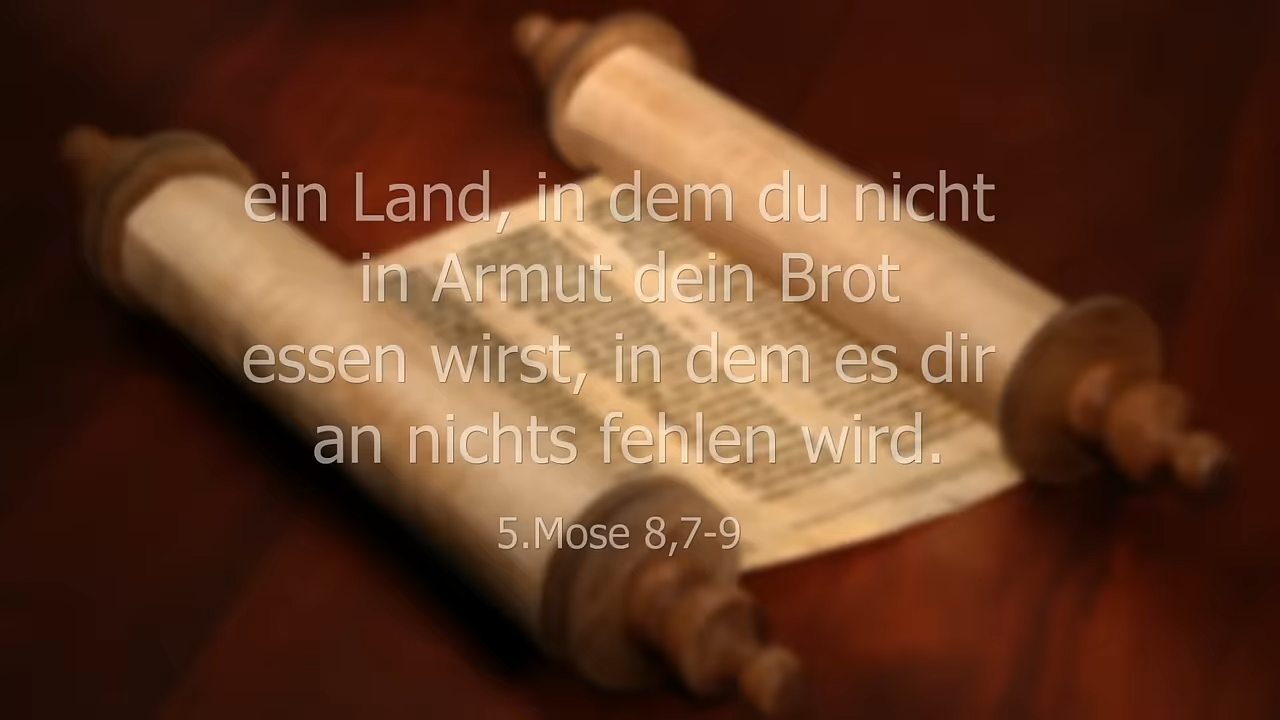 ein Land, in dem du nicht
in Armut dein Brot
essen wirst, in dem es dir
an nichts fehlen wird.
5.Mose 8,7-9